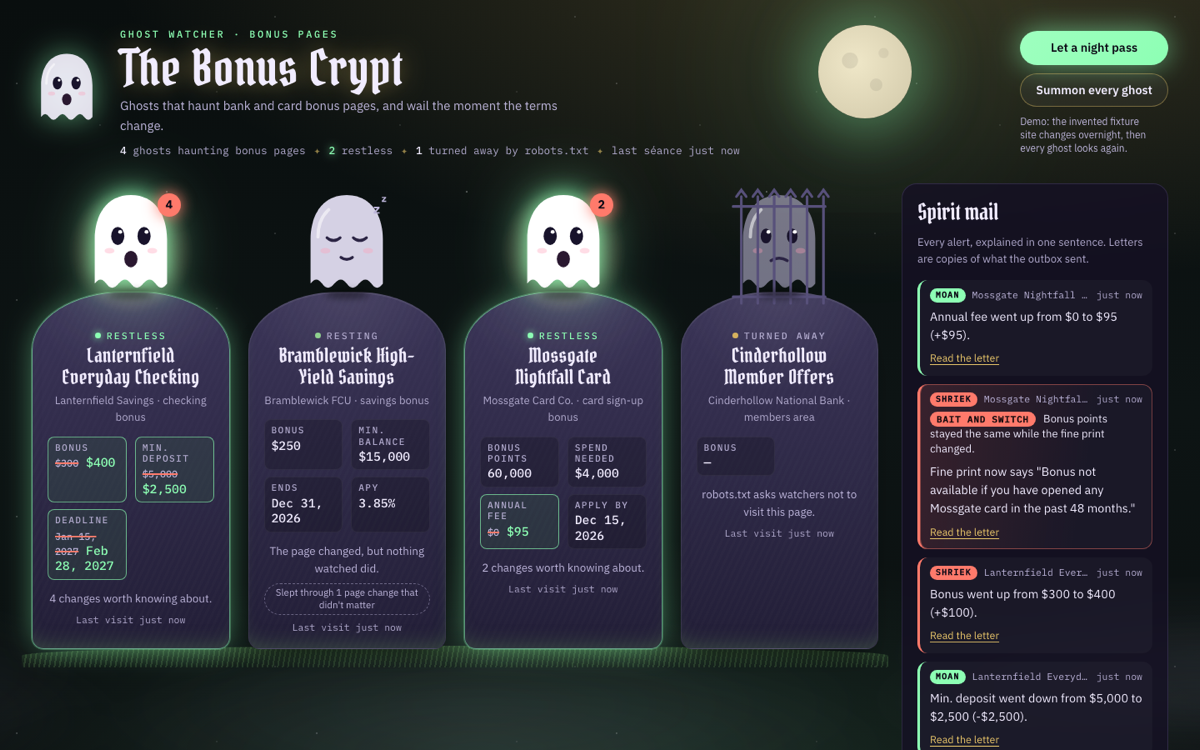 GHOST WATCHER · BONUS PAGES
The Bonus Crypt
Ghosts that haunt bank and card bonus pages, and wail the moment the terms
change.
4 ghosts haunting bonus pages ✦ 2 restless ✦ 1 turned away by robots.txt ✦ last séance just now
Let a night pass
Summon every ghost
Demo: the invented fixture
site changes overnight, then
every ghost looks again.
4
RESTLESS
Lanternfield
Everyday Checking
Lanternfield Savings · checking
bonus
BONUS
$300 $400
MIN.
DEPOSIT
$5,000
$2,500
DEADLINE
Jan 15,
2027 Feb
28, 2027
4 changes worth knowing about.
Last visit just now
z
z
RESTING
Bramblewick High-
Yield Savings
Bramblewick FCU · savings bonus
BONUS
$250
MIN.
BALANCE
$15,000
ENDS
Dec 31,
2026
APY
3.85%
The page changed, but nothing
watched did.
Slept through 1 page change that
didn't matter
Last visit just now
2
RESTLESS
Mossgate
Nightfall Card
Mossgate Card Co. · card sign-up
bonus
BONUS
POINTS
60,000
SPEND
NEEDED
$4,000
ANNUAL
FEE
$0 $95
APPLY BY
Dec 15,
2026
2 changes worth knowing about.
Last visit just now
TURNED AWAY
Cinderhollow
Member Offers
Cinderhollow National Bank ·
members area
BONUS
—
robots.txt asks watchers not to
visit this page.
Last visit just now
Spirit mail
Every alert, explained in one sentence. Letters
are copies of what the outbox sent.
MOAN Mossgate Nightfall … just now
Annual fee went up from $0 to $95
(+$95).
Read the letter
SHRIEK Mossgate Nightfal… just now
BAIT AND SWITCH Bonus points
stayed the same while the fine print
changed.
Fine print now says "Bonus not
available if you have opened any
Mossgate card in the past 48 months."
Read the letter
SHRIEK Lanternfield Ever… just now
Bonus went up from $300 to $400
(+$100).
Read the letter
MOAN Lanternfield Everyd… just now
Min. deposit went down from $5,000 to
$2,500 (-$2,500).
Read the letter